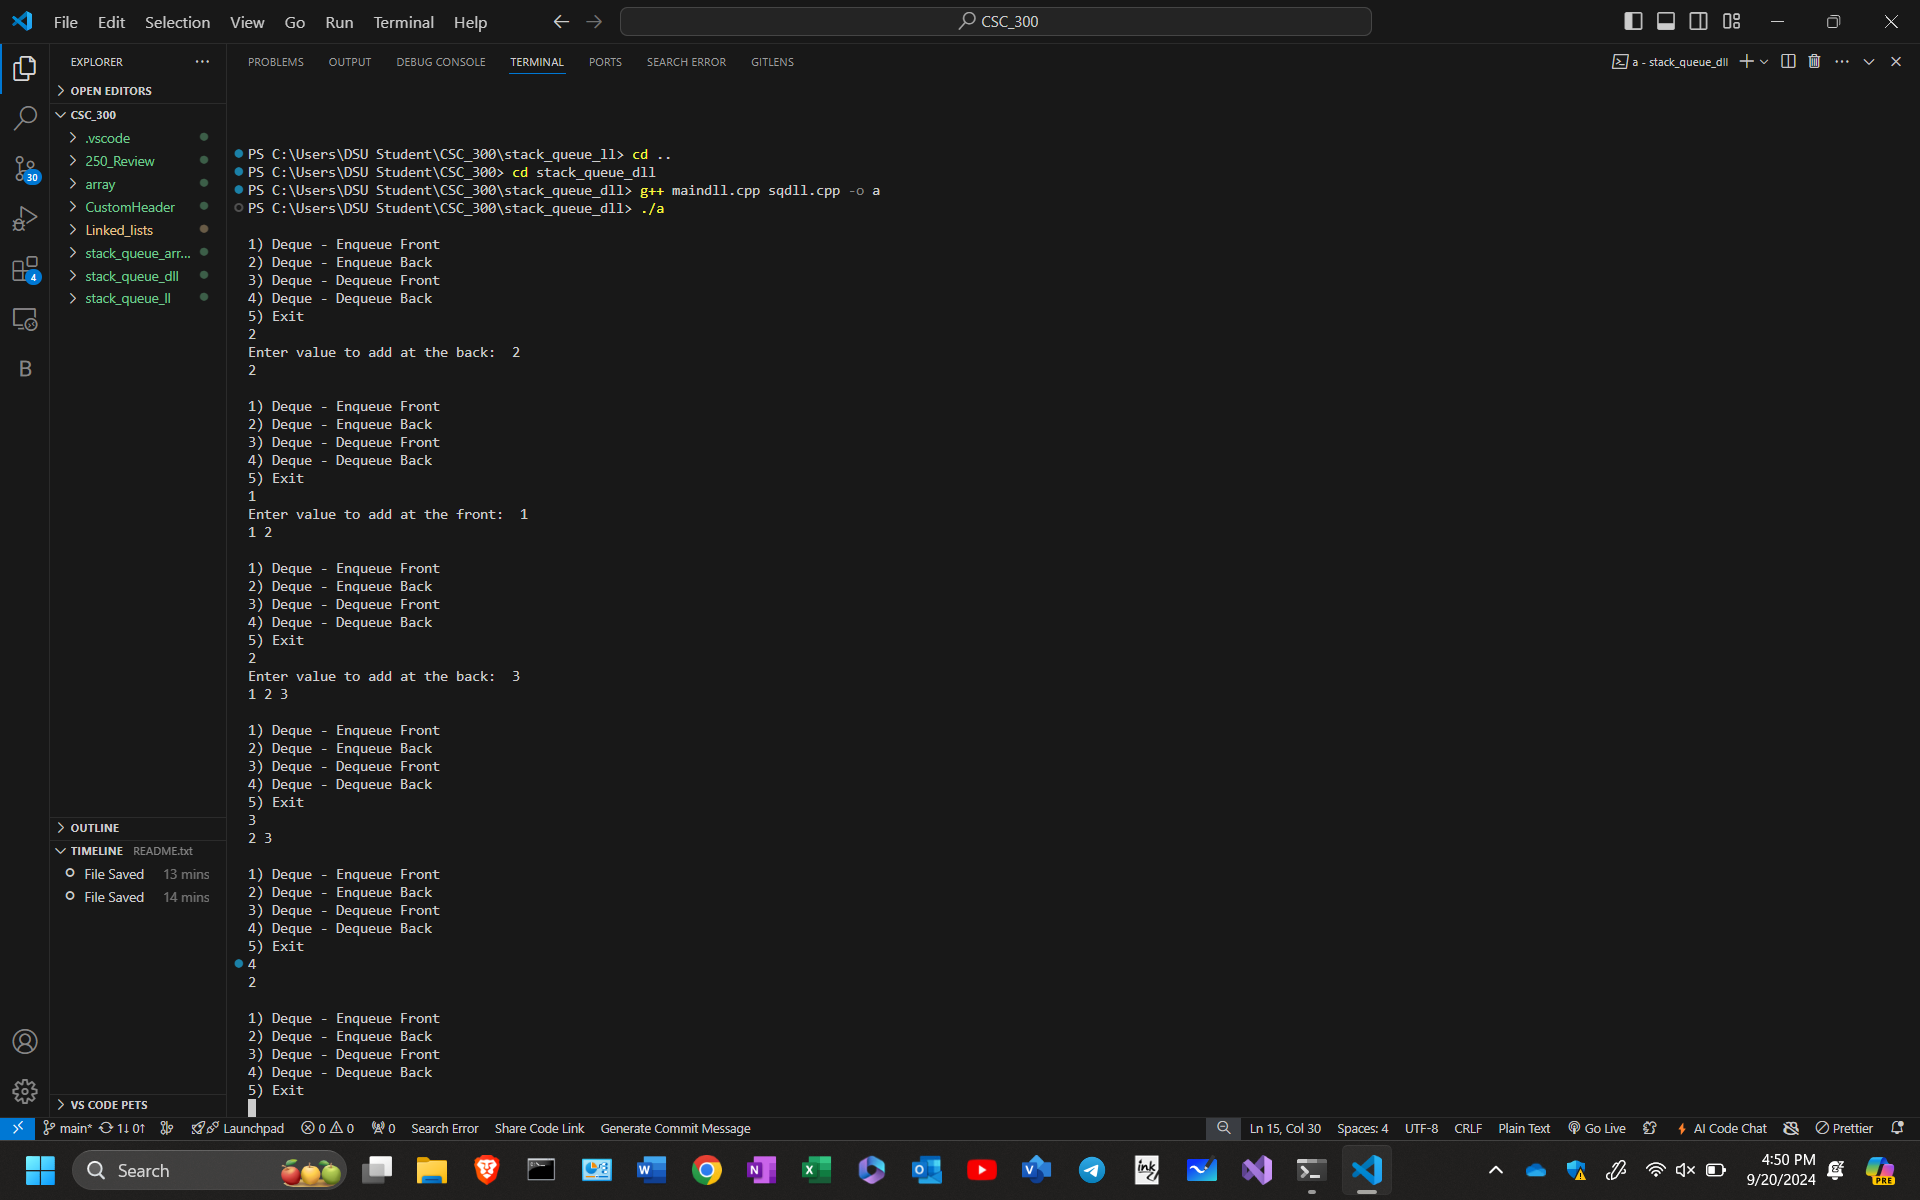 File Edit Selection View Go Run Terminal Help
CSC_300
EXPLORER
PROBLEMS OUTPUT DEBUG CONSOLE TERMINAL PORTS SEARCH ERROR GITLENS
a - stack_queue_dll
OPEN EDITORS
CSC_300
.vscode
250_Review
array
CustomHeader
Linked_lists
stack_queue_arr...
stack_queue_dll
stack_queue_ll
30
4
B
PS C:\Users\DSU Student\CSC_300\stack_queue_ll> cd ..
PS C:\Users\DSU Student\CSC_300> cd stack_queue_dll
PS C:\Users\DSU Student\CSC_300\stack_queue_dll> g++ maindll.cpp sqdll.cpp -o a
PS C:\Users\DSU Student\CSC_300\stack_queue_dll> ./a
1) Deque - Enqueue Front
2) Deque - Enqueue Back
3) Deque - Dequeue Front
4) Deque - Dequeue Back
5) Exit
2
Enter value to add at the back:  2
2
1) Deque - Enqueue Front
2) Deque - Enqueue Back
3) Deque - Dequeue Front
4) Deque - Dequeue Back
5) Exit
1
Enter value to add at the front:  1
1 2
1) Deque - Enqueue Front
2) Deque - Enqueue Back
3) Deque - Dequeue Front
4) Deque - Dequeue Back
5) Exit
2
Enter value to add at the back:  3
1 2 3
1) Deque - Enqueue Front
2) Deque - Enqueue Back
3) Deque - Dequeue Front
4) Deque - Dequeue Back
5) Exit
3
2 3
1) Deque - Enqueue Front
2) Deque - Enqueue Back
3) Deque - Dequeue Front
4) Deque - Dequeue Back
5) Exit
4
2
1) Deque - Enqueue Front
2) Deque - Enqueue Back
3) Deque - Dequeue Front
4) Deque - Dequeue Back
5) Exit
OUTLINE
TIMELINE README.txt
File Saved 13 mins
File Saved 14 mins
VS CODE PETS
main* 1↓ 0↑ Launchpad 0 0 0 Search Error Share Code Link Generate Commit Message
Ln 15, Col 30 Spaces: 4 UTF-8 CRLF Plain Text Go Live AI Code Chat Prettier
Search
ink
4:50 PM
9/20/2024
PRE